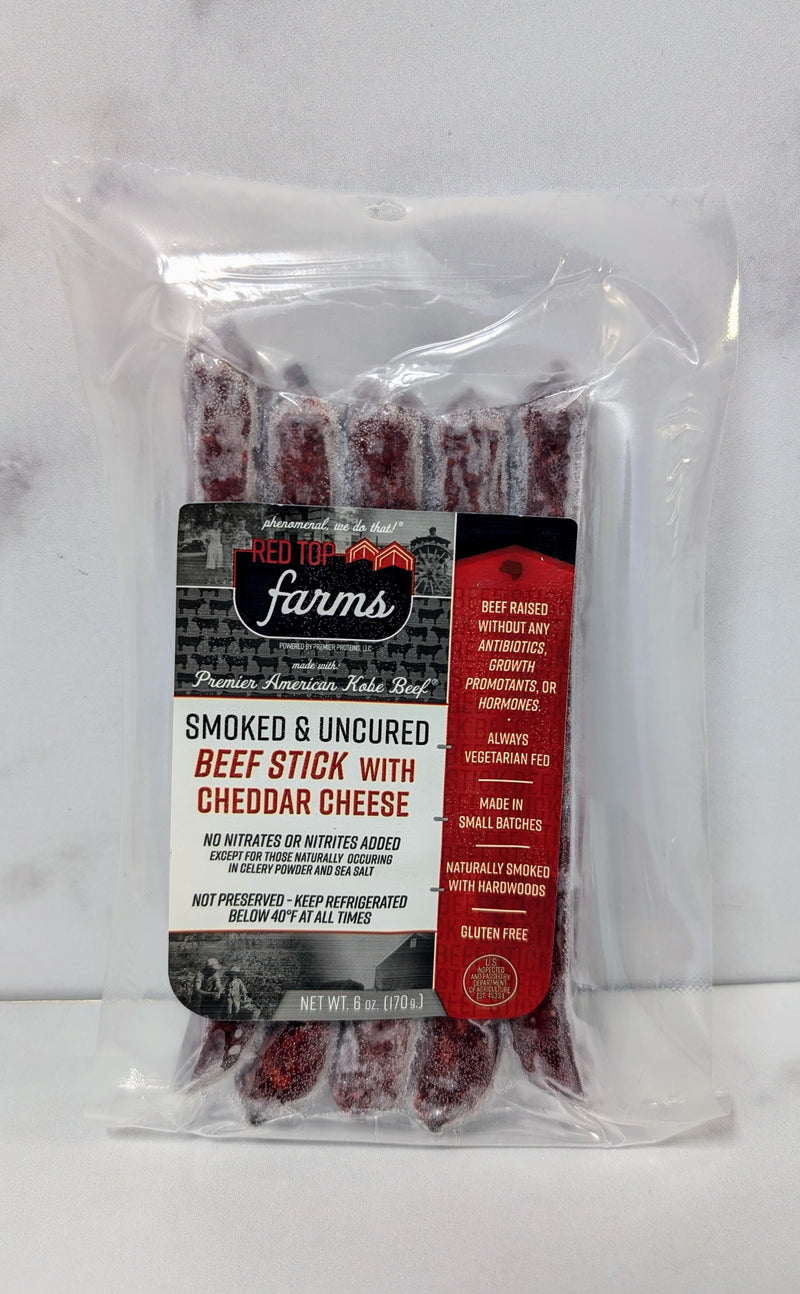 phenomenal, we do that!®
RED TOP
farms
POWERED BY PREMIER PROTEINS, LLC
made with:
Premier American Kobe Beef®
SMOKED & UNCURED
BEEF STICK WITH
CHEDDAR CHEESE
NO NITRATES OR NITRITES ADDED
EXCEPT FOR THOSE NATURALLY OCCURING
IN CELERY POWDER AND SEA SALT
NOT PRESERVED - KEEP REFRIGERATED
BELOW 40°F AT ALL TIMES
NET WT. 6 oz. (170 g.)
BEEF RAISED
WITHOUT ANY
ANTIBIOTICS,
GROWTH
PROMOTANTS, OR
HORMONES.
ALWAYS
VEGETARIAN FED
MADE IN
SMALL BATCHES
NATURALLY SMOKED
WITH HARDWOODS
GLUTEN FREE
U.S.
INSPECTED
AND PASSED BY
DEPARTMENT
OF AGRICULTURE